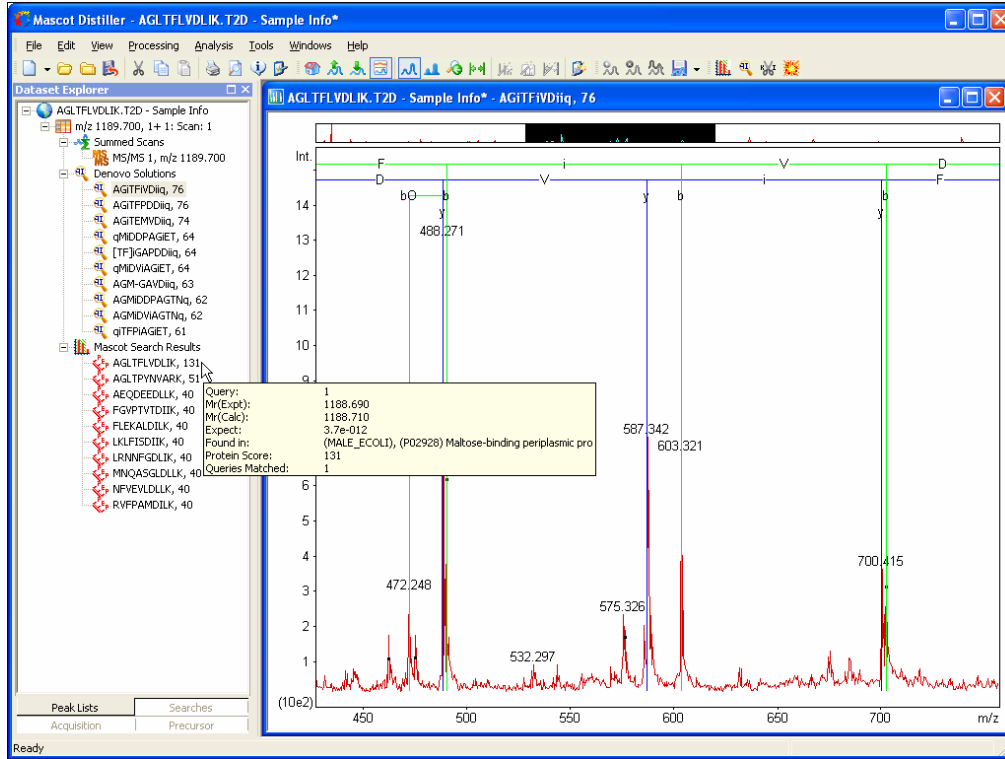 Mascot Distiller - AGLTFLVDLIK.T2D - Sample Info*
File Edit View Processing Analysis Tools Windows Help
Dataset Explorer
AGLTFLVDLIK.T2D - Sample Info
m/z 1189.700, 1+ 1: Scan: 1
Summed Scans
MS/MS 1, m/z 1189.700
Denovo Solutions
AGiTFiVDiiq, 76
AGiTFPDDiiq, 76
AGiTEMVDiiq, 74
qMiDDPAGiET, 64
[TF]iGAPDDiiq, 64
qMiDViAGiET, 64
AGM-GAVDiiq, 63
AGMiDDPAGTNq, 62
AGMiDViAGTNq, 62
qiTFPiAGiET, 61
Mascot Search Results
AGLTFLVDLIK, 131
AGLTPYNVARK, 51
AEQDEEDLLK, 40
FGVPTVTDIIK, 40
FLEKALDILK, 40
LKLFISDIIK, 40
LRNNFGDLIK, 40
MNQASGLDLLK, 40
NFVEVLDLLK, 40
RVFPAMDILK, 40
Peak Lists Searches
Acquisition Precursor
AGLTFLVDLIK.T2D - Sample Info* - AGiTFiVDiiq, 76
Int.
F i V D
D V i F
b b y b b
y y
488.271
14
13
12
11
10
9
Query: 1
Mr(Expt): 1188.690
Mr(Calc): 1188.710
Expect: 3.7e-012
Found in: (MALE_ECOLI), (P02928) Maltose-binding periplasmic pro
Protein Score: 131
Queries Matched: 1
587.342
603.321
6
5
4
700.415
3
472.248
575.326
2
532.297
1
(10e2)
450 500 550 600 650 700 m/z
Ready